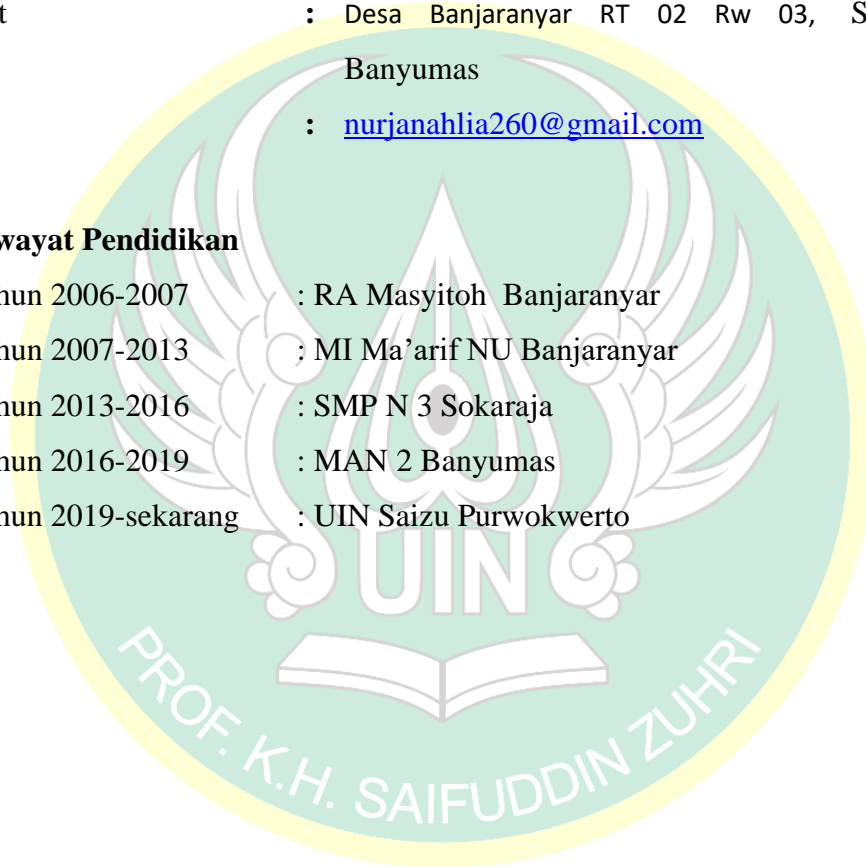 t : Desa Banjaranyar RT 02 Rw 03, S
Banyumas
: nurjanahlia260@gmail.com
wayat Pendidikan
hun 2006-2007 : RA Masyitoh Banjaranyar
hun 2007-2013 : MI Ma’arif NU Banjaranyar
hun 2013-2016 : SMP N 3 Sokaraja
hun 2016-2019 : MAN 2 Banyumas
hun 2019-sekarang : UIN Saizu Purwokwerto
UIN
PROF. K.H. SAIFUDDIN ZUHRI